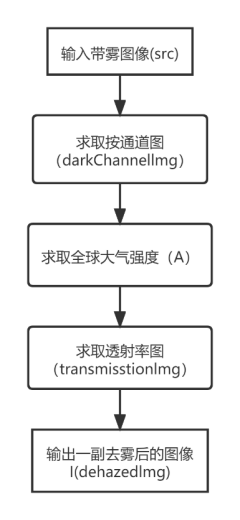 输入带雾图像(src)
求取按通道图
(darkChannelImg)
求取全球大气强度（A）
求取透射率图
(transmisstionImg)
输出一副去雾后的图像
I(dehazedImg)